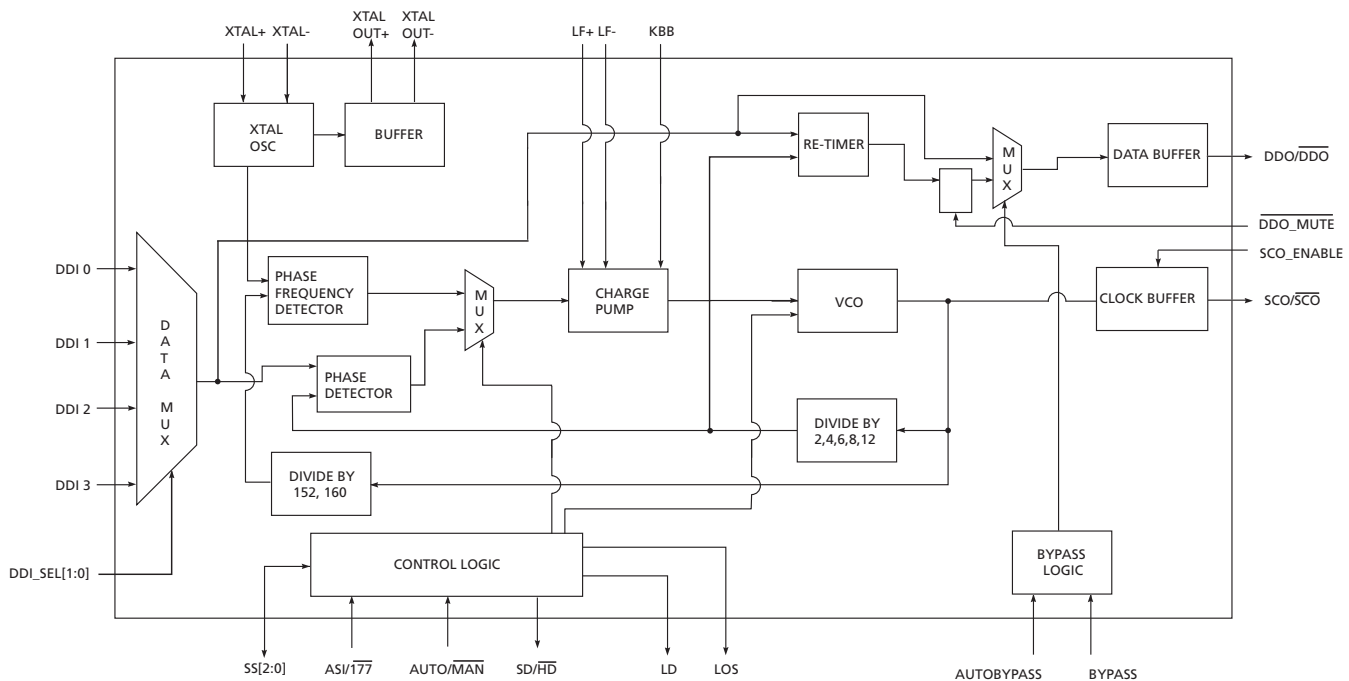 XTAL+ XTAL-
XTAL
OUT+
XTAL
OUT-
LF+ LF-
KBB
XTAL
OSC
BUFFER
RE-TIMER
M
U
X
DATA BUFFER
DDO/DDO
DDO_MUTE
SCO_ENABLE
DDI 0
PHASE
FREQUENCY
DETECTOR
M
U
X
CHARGE
PUMP
VCO
CLOCK BUFFER
SCO/SCO
DDI 1
D
A
T
A
M
U
X
PHASE
DETECTOR
DDI 2
DIVIDE BY
2,4,6,8,12
DDI 3
DIVIDE BY
152, 160
DDI_SEL[1:0]
CONTROL LOGIC
BYPASS
LOGIC
SS[2:0]
ASI/177
AUTO/MAN
SD/HD
LD
LOS
AUTOBYPASS
BYPASS